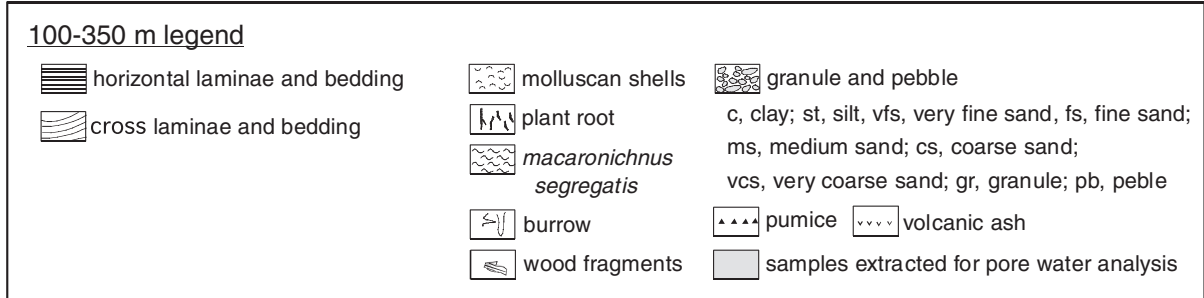 100-350 m legend
horizontal laminae and bedding
cross laminae and bedding
molluscan shells
plant root
macaronichnus
segregatis
burrow
wood fragments
granule and pebble
c, clay; st, silt, vfs, very fine sand, fs, fine sand;
ms, medium sand; cs, coarse sand;
vcs, very coarse sand; gr, granule; pb, peble
pumice
volcanic ash
samples extracted for pore water analysis